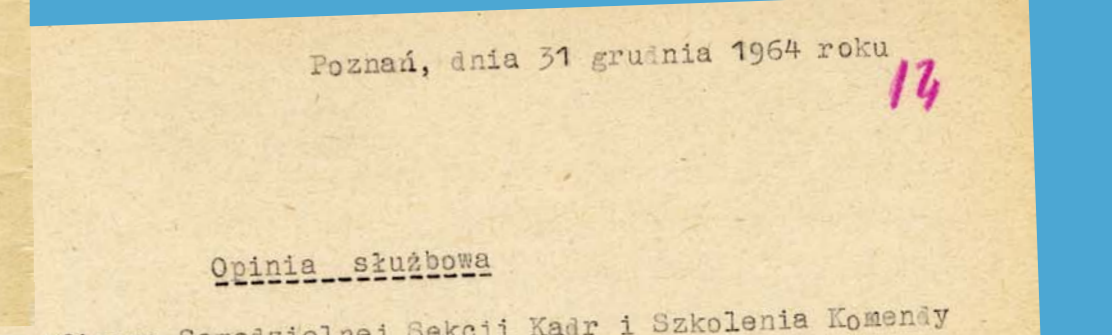 Poznań, dnia 31 grudnia 1964 roku
14
Opinia służbowa
Samodzielnej Sekcji Kadr i Szkolenia Komendy